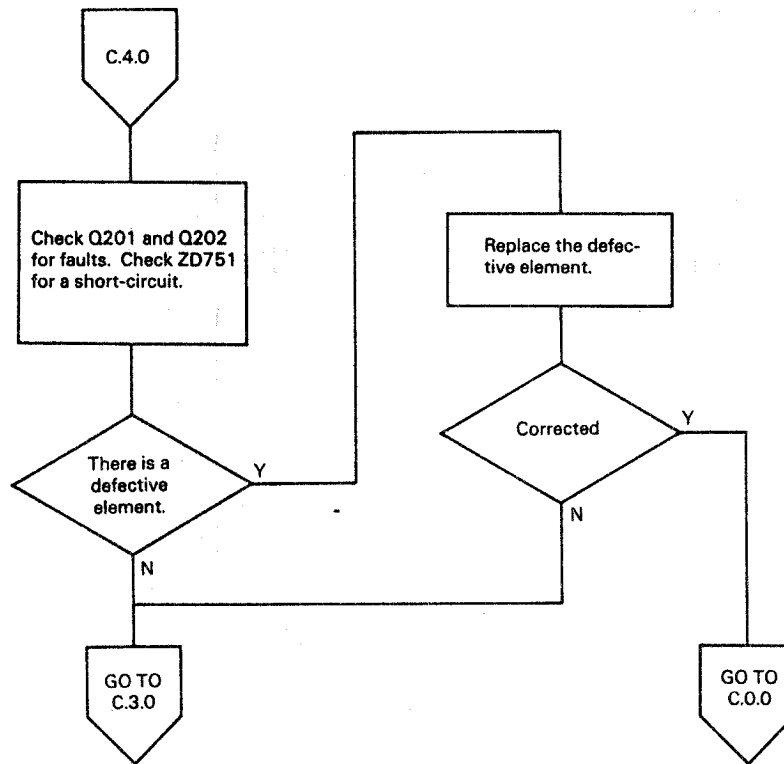 C.4.0
Check Q201 and Q202
for faults. Check ZD751
for a short-circuit.
There is a
defective
element.
Y
N
GO TO
C.3.0
Replace the defec-
tive element.
Corrected
Y
N
GO TO
C.0.0